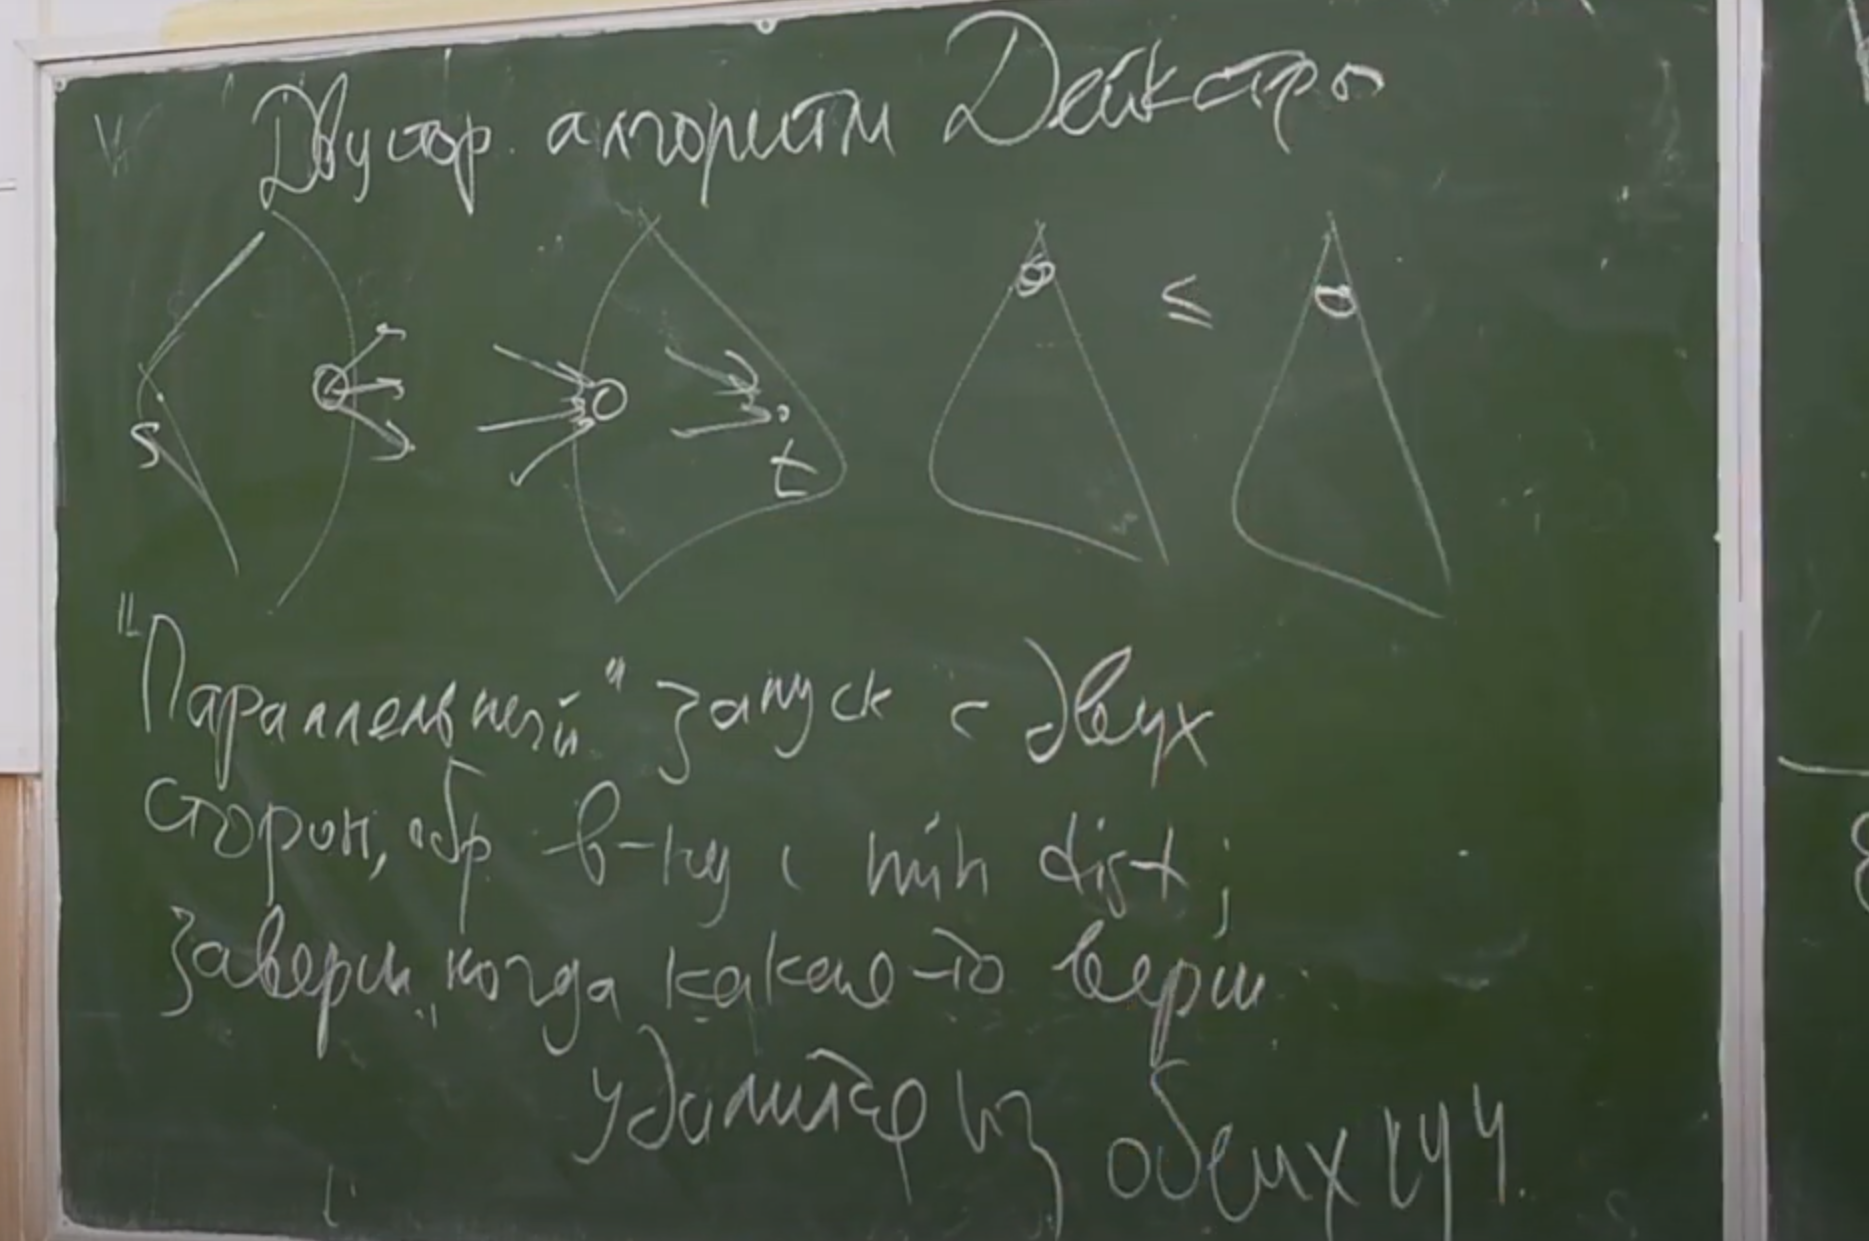 Двустор. алгоритм Дейкстры
s
t
≤
"Параллельный" запуск с двух
сторон, обр в-ну с min dist;
заверш., когда какая-то верш
удалится из обеих куч.